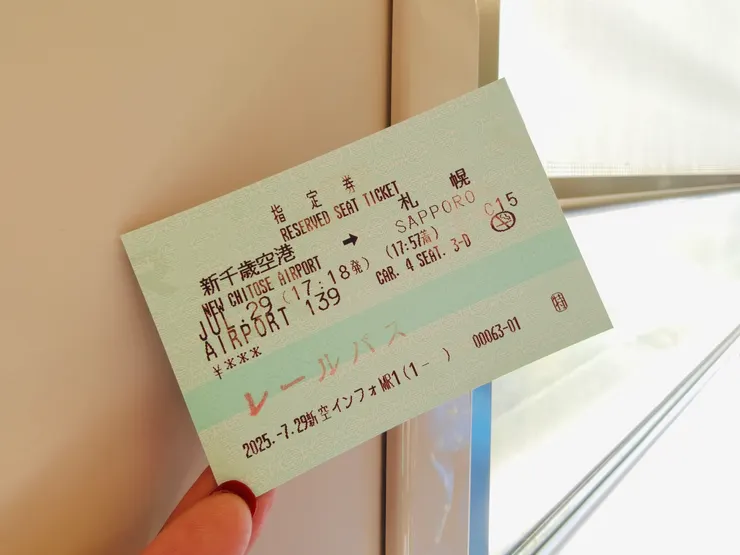 指定券
RESERVED SEAT TICKET
新千歳空港 ➡ 札幌
NEW CHITOSE AIRPORT SAPPORO
JUL.29 (17:18発) (17:57着) C15
AIRPORT 139 CAR.4 SEAT.3-D
¥***
レールパス
2025.-7.29新空インフォMR1(1- ) 00063-01